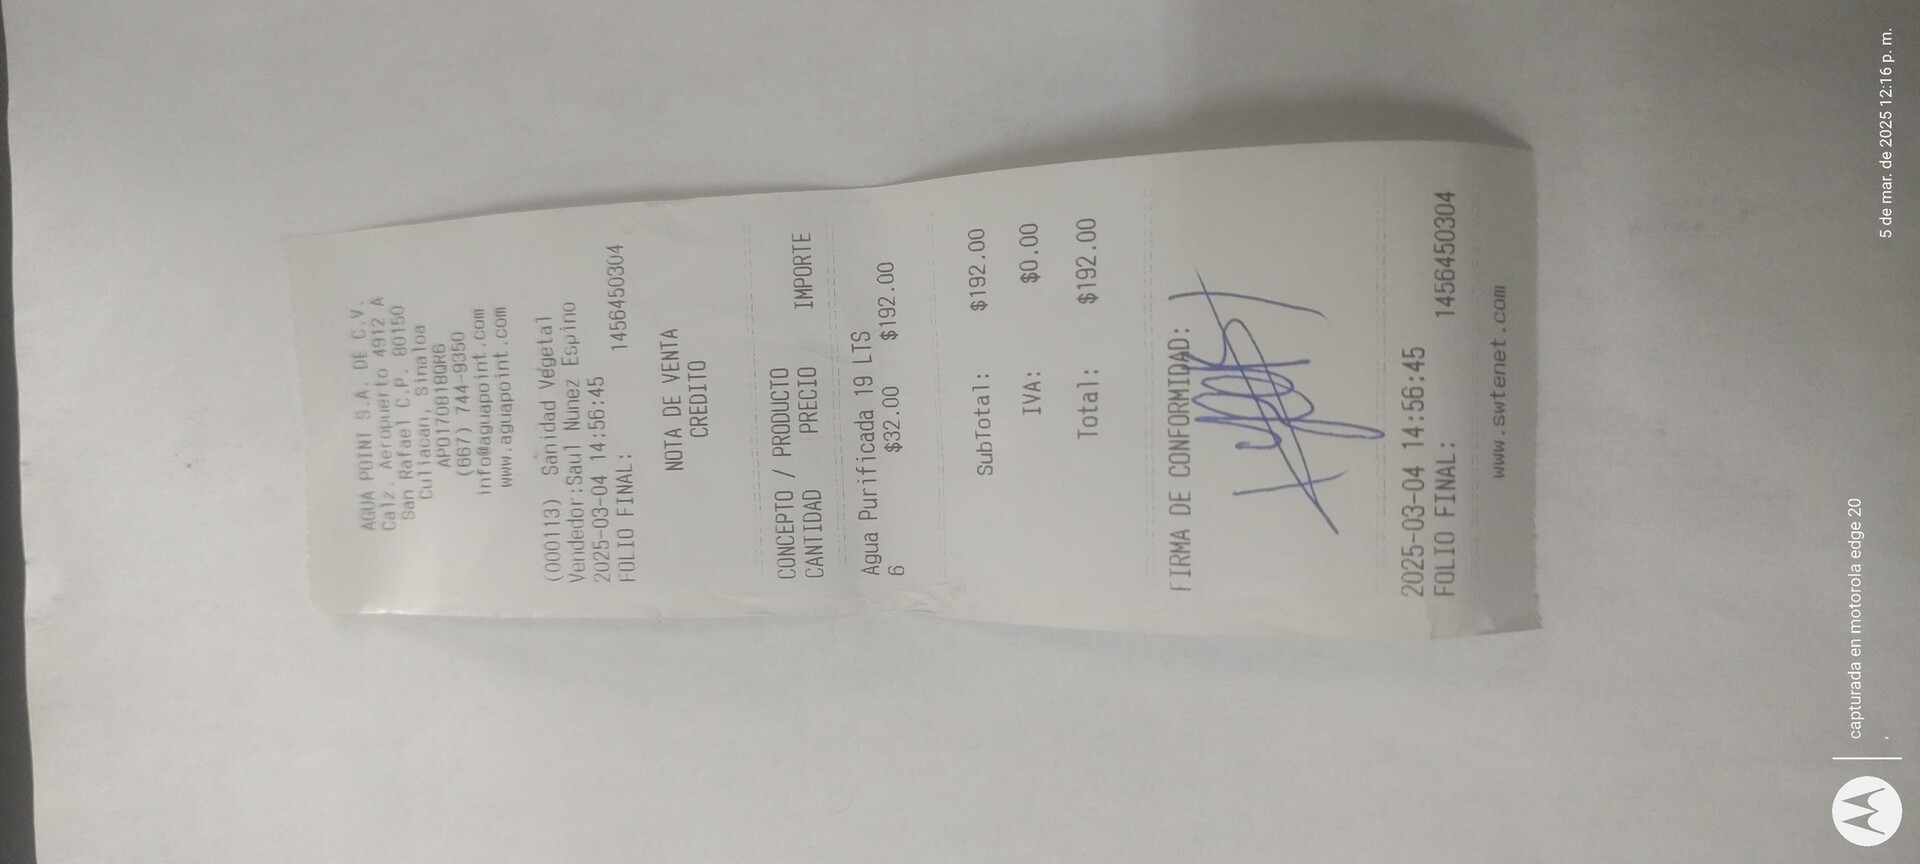 AGUA POINT S.A. DE C.V.
Calz. Aeropuerto 4912 A
San Rafael C.P. 80150
Culiacan, Sinaloa
APO170818QR6
(667) 744-9350
info@aguapoint.com
www.aguapoint.com
(000113) Sanidad Vegetal
Vendedor:Saul Nunez Espino
2025-03-04 14:56:45
FOLIO FINAL: 1456450304
NOTA DE VENTA
CREDITO
CONCEPTO / PRODUCTO
CANTIDAD PRECIO IMPORTE
Agua Purificada 19 LTS
6 $32.00 $192.00
SubTotal: $192.00
IVA: $0.00
Total: $192.00
FIRMA DE CONFORMIDAD:
2025-03-04 14:56:45
FOLIO FINAL: 1456450304
www.swtenet.com
capturada en motorola edge 20
5 de mar. de 2025 12:16 p. m.